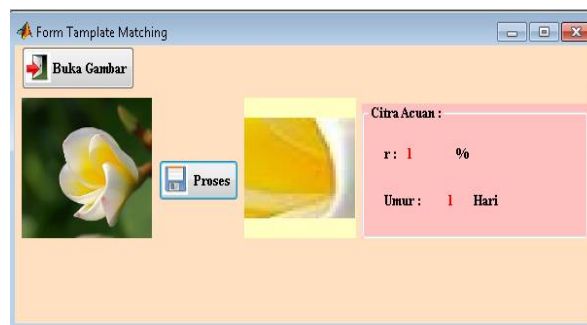 Form Tamplate Matching
Buka Gambar
Proses
Citra Acuan :
r : 1 %
Umur : 1 Hari